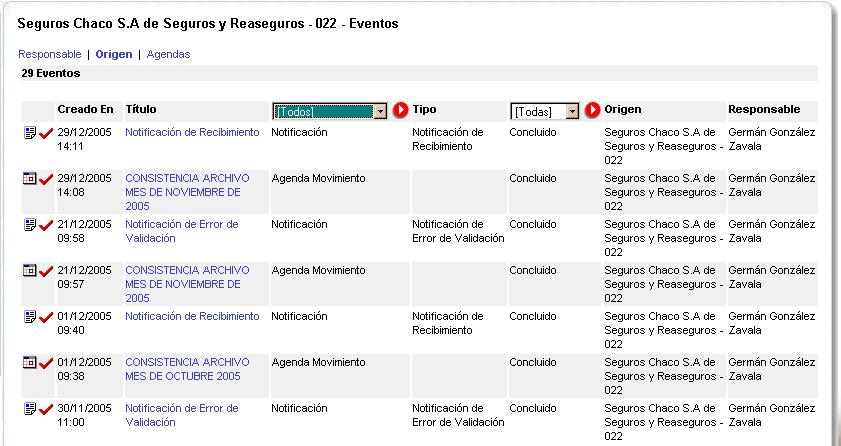 Seguros Chaco S.A de Seguros y Reaseguros - 022 - Eventos
Responsable | Origen | Agendas
29 Eventos
Creado En Título [Todos] Tipo [Todas] Origen Responsable
29/12/2005 Notificación de Recibimiento Notificación Notificación de Concluido Seguros Chaco S.A de Germán González
14:11 Recibimiento Seguros y Reaseguros - Zavala
022
29/12/2005 CONSISTENCIA ARCHIVO Agenda Movimiento Concluido Seguros Chaco S.A de Germán González
14:08 MES DE NOVIEMBRE DE Seguros y Reaseguros - Zavala
2005 022
21/12/2005 Notificación de Error de Notificación Notificación de Concluido Seguros Chaco S.A de Germán González
09:58 Validación Error de Validación Seguros y Reaseguros - Zavala
022
21/12/2005 CONSISTENCIA ARCHIVO Agenda Movimiento Concluido Seguros Chaco S.A de Germán González
09:57 MES DE NOVIEMBRE DE Seguros y Reaseguros - Zavala
2005 022
01/12/2005 Notificación de Recibimiento Notificación Notificación de Concluido Seguros Chaco S.A de Germán González
09:40 Recibimiento Seguros y Reaseguros - Zavala
022
01/12/2005 CONSISTENCIA ARCHIVO Agenda Movimiento Concluido Seguros Chaco S.A de Germán González
09:38 MES DE OCTUBRE 2005 Seguros y Reaseguros - Zavala
022
30/11/2005 Notificación de Error de Notificación Notificación de Concluido Seguros Chaco S.A de Germán González
11:00 Validación Error de Validación Seguros y Reaseguros - Zavala
022